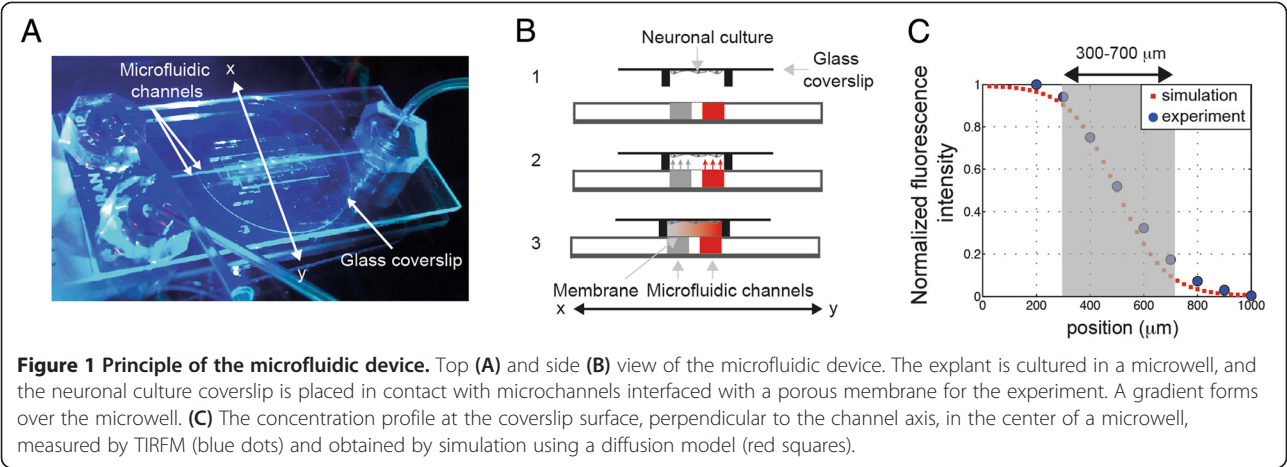 A
Microfluidic
channels
x
y
Glass coverslip
B
Neuronal culture
Glass
coverslip
1
2
3
Membrane
Microfluidic channels
x
y
C
300-700 μm
simulation
experiment
Normalized fluorescence
intensity
1
0.8
0.6
0.4
0.2
0
0
200
400
600
800
1000
position (μm)
Figure 1 Principle of the microfluidic device. Top (A) and side (B) view of the microfluidic device. The explant is cultured in a microwell, and
the neuronal culture coverslip is placed in contact with microchannels interfaced with a porous membrane for the experiment. A gradient forms
over the microwell. (C) The concentration profile at the coverslip surface, perpendicular to the channel axis, in the center of a microwell,
measured by TIRFM (blue dots) and obtained by simulation using a diffusion model (red squares).